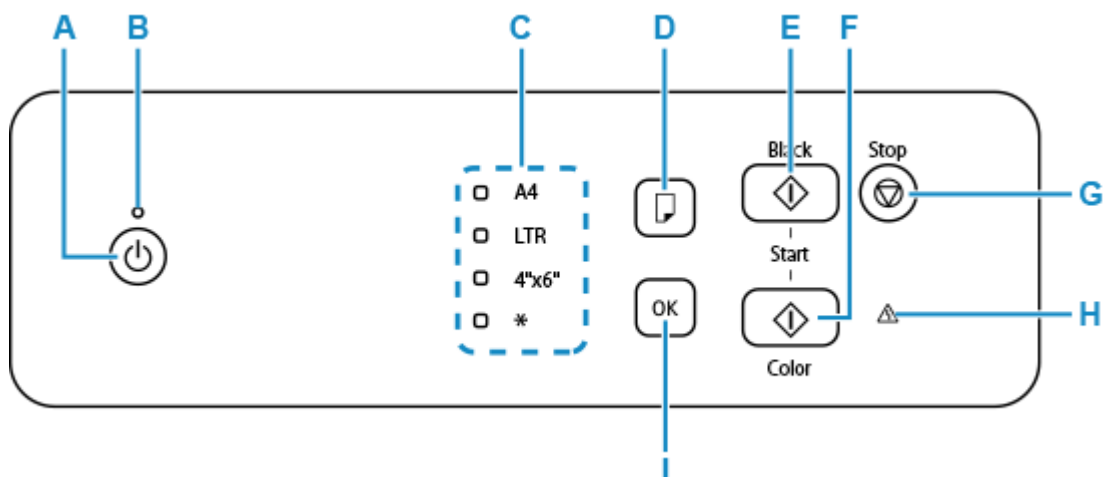 A B C D E F
Black Stop
A4
G
LTR
Start
4"x6"
OK
H
*
Color
I